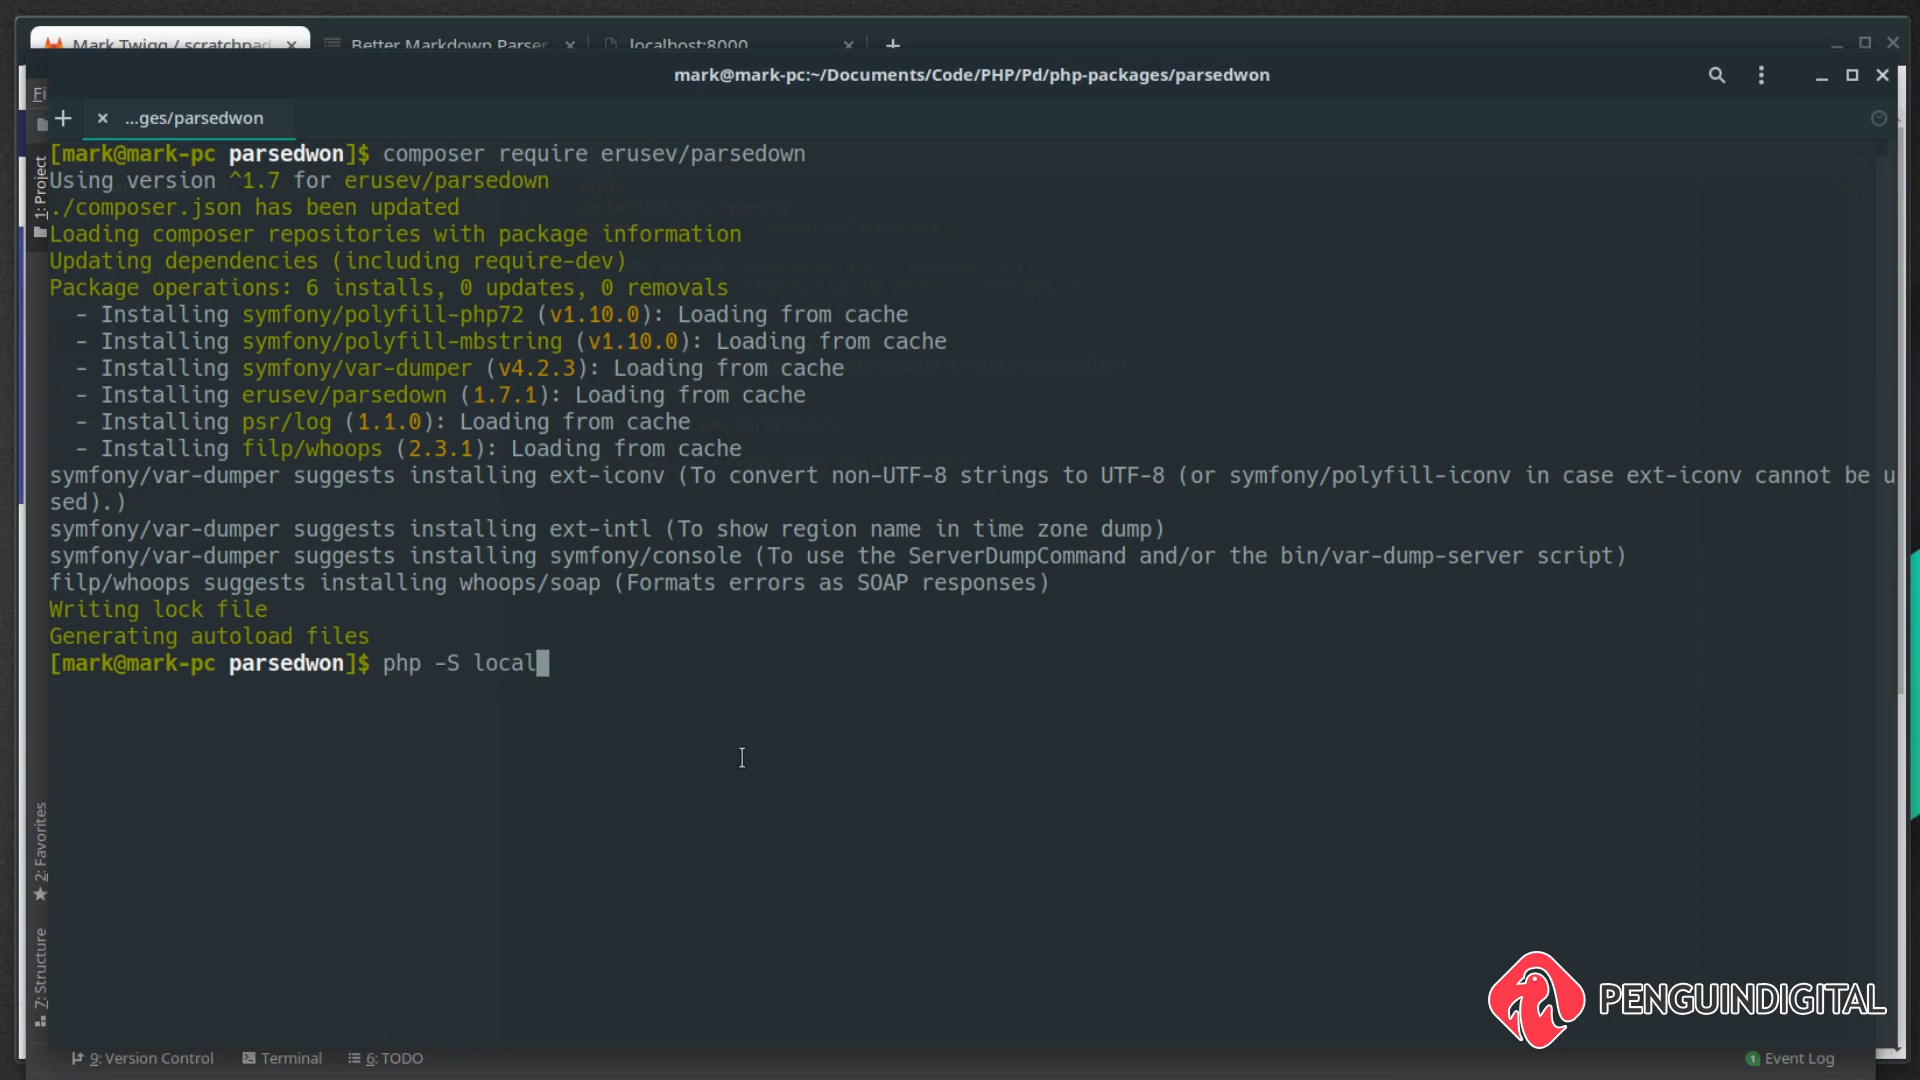 Mark Twigg / scratchpad
Better Markdown Parser
localhost:8000
mark@mark-pc:~/Documents/Code/PHP/Pd/php-packages/parsedwon
Fi
...ges/parsedwon
[mark@mark-pc parsedwon]$ composer require erusev/parsedown
Using version ^1.7 for erusev/parsedown
./composer.json has been updated
Loading composer repositories with package information
Updating dependencies (including require-dev)
Package operations: 6 installs, 0 updates, 0 removals
- Installing symfony/polyfill-php72 (v1.10.0): Loading from cache
- Installing symfony/polyfill-mbstring (v1.10.0): Loading from cache
- Installing symfony/var-dumper (v4.2.3): Loading from cache
- Installing erusev/parsedown (1.7.1): Loading from cache
- Installing psr/log (1.1.0): Loading from cache
- Installing filp/whoops (2.3.1): Loading from cache
symfony/var-dumper suggests installing ext-iconv (To convert non-UTF-8 strings to UTF-8 (or symfony/polyfill-iconv in case ext-iconv cannot be u
sed).)
symfony/var-dumper suggests installing ext-intl (To show region name in time zone dump)
symfony/var-dumper suggests installing symfony/console (To use the ServerDumpCommand and/or the bin/var-dump-server script)
filp/whoops suggests installing whoops/soap (Formats errors as SOAP responses)
Writing lock file
Generating autoload files
[mark@mark-pc parsedwon]$ php -S local
1: Project
2: Favorites
7: Structure
PENGUINDIGITAL
9: Version Control
Terminal
6: TODO
1 Event Log